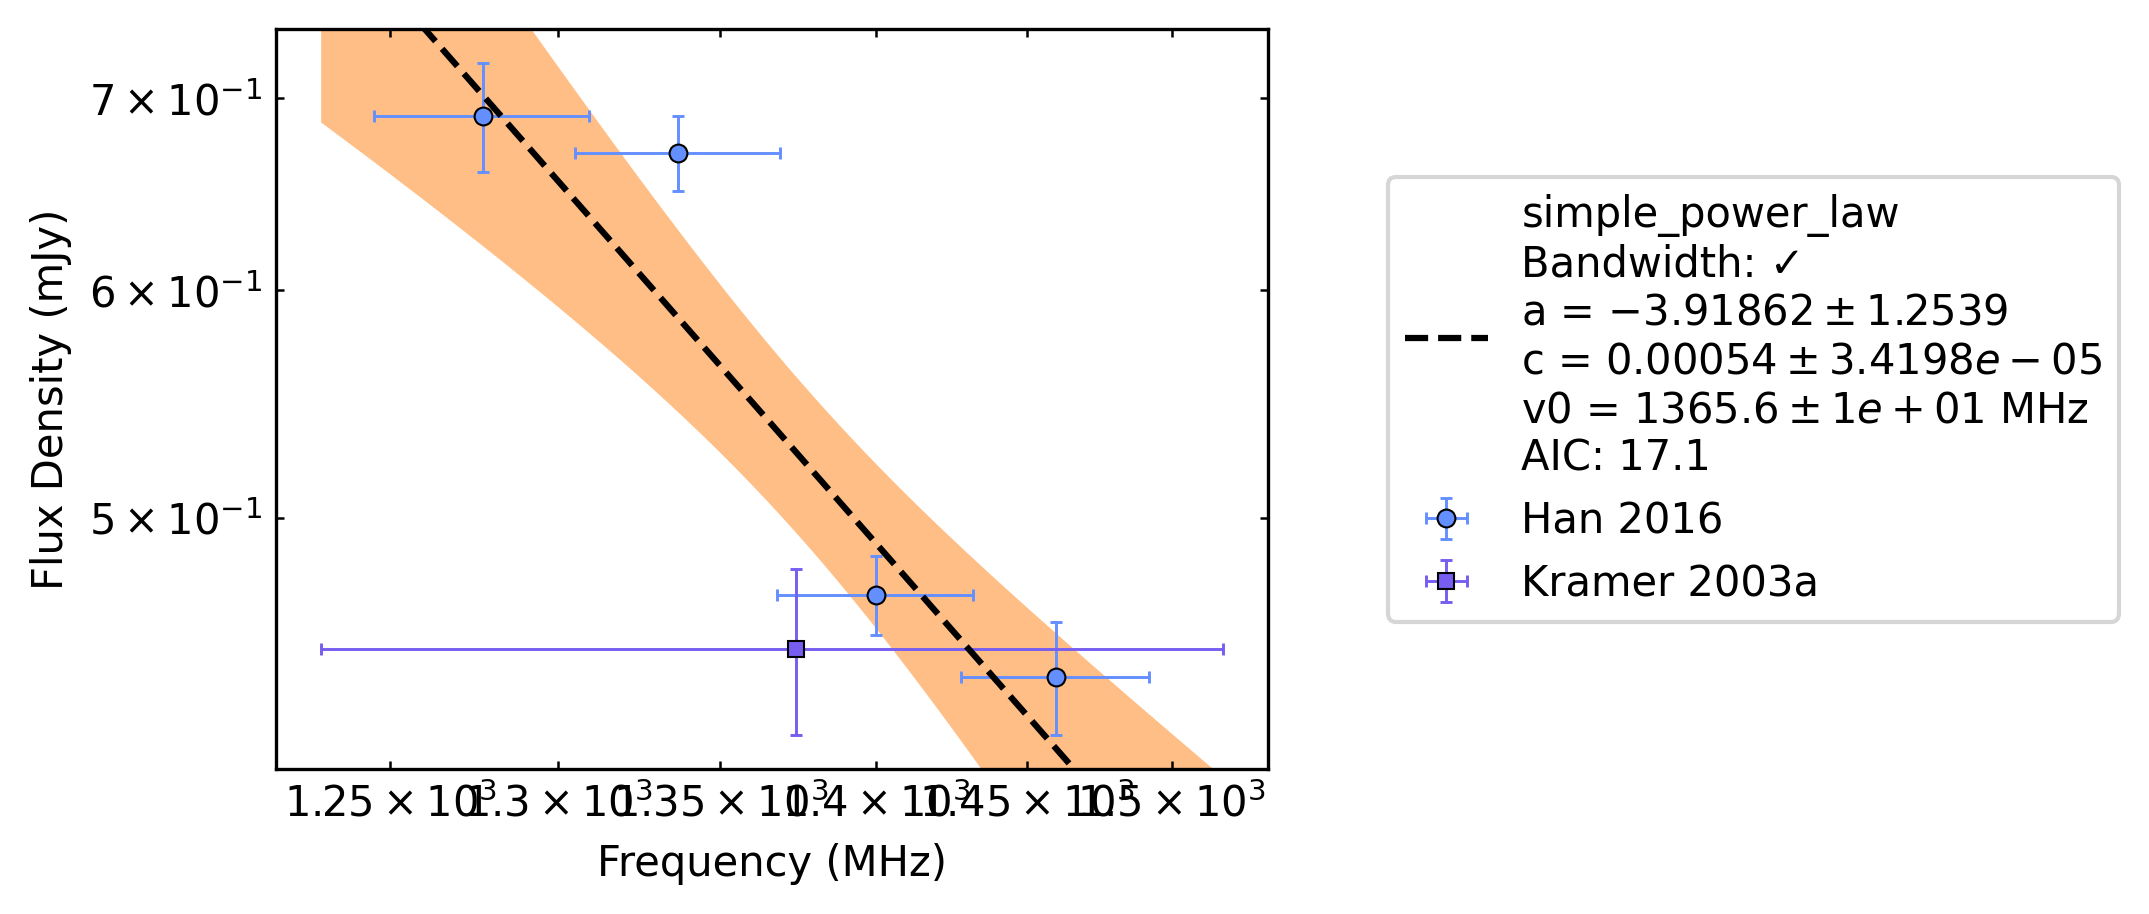 7 × 10⁻¹
6 × 10⁻¹
5 × 10⁻¹
Flux Density (mJy)
1.25 × 10³
1.3 × 10³
1.35 × 10³
1.4 × 10³
1.45 × 10³
1.5 × 10³
Frequency (MHz)
simple_power_law
Bandwidth: ✓
a = −3.91862 ± 1.2539
c = 0.00054 ± 3.4198e − 05
v0 = 1365.6 ± 1e + 01 MHz
AIC: 17.1
Han 2016
Kramer 2003a